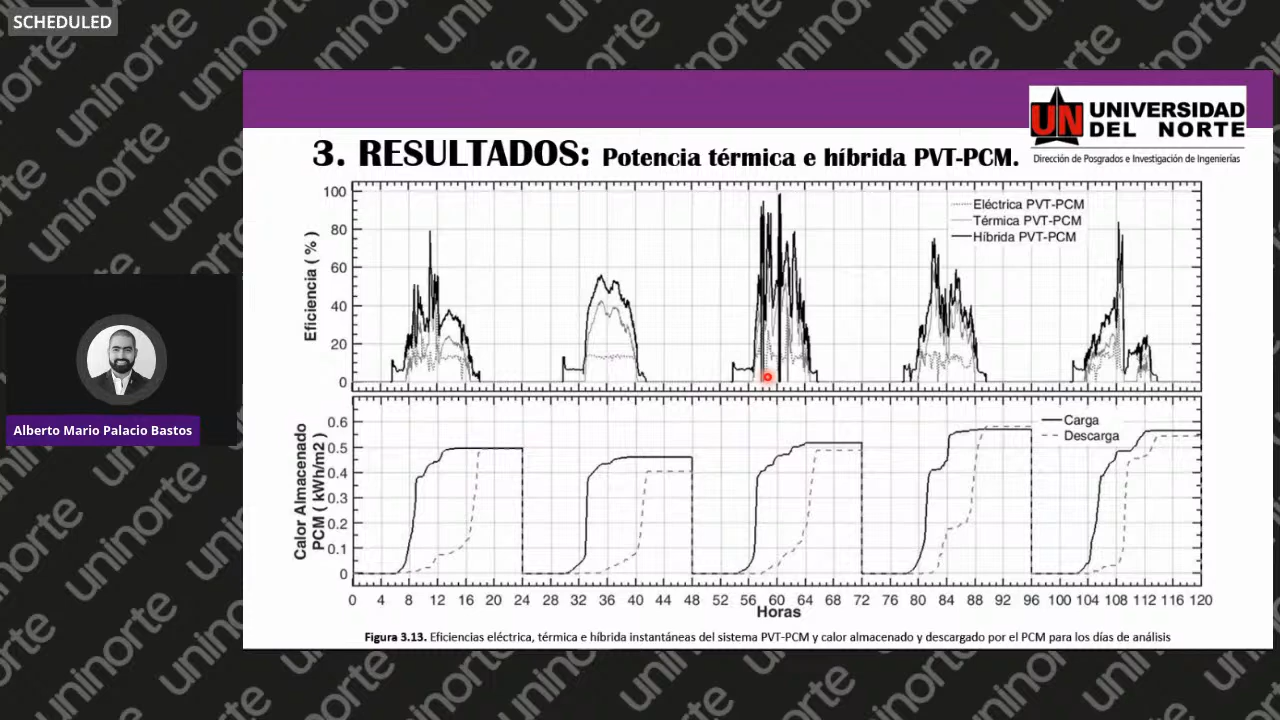 SCHEDULED
UNIVERSIDAD
DEL NORTE
UN
Dirección de Posgrados e Investigación de Ingenierías
3. RESULTADOS: Potencia térmica e híbrida PVT-PCM.
Eficiencia ( % )
100
80
60
40
20
0
Eléctrica PVT-PCM
Térmica PVT-PCM
Híbrida PVT-PCM
Calor Almacenado
PCM ( kWh/m2 )
0.6
0.5
0.4
0.3
0.2
0.1
0
Carga
Descarga
0 4 8 12 16 20 24 28 32 36 40 44 48 52 56 60 64 68 72 76 80 84 88 92 96 100 104 108 112 116 120
Horas
Figura 3.13. Eficiencias eléctrica, térmica e híbrida instantáneas del sistema PVT-PCM y calor almacenado y descargado por el PCM para los días de análisis
Alberto Mario Palacio Bastos
uninorte